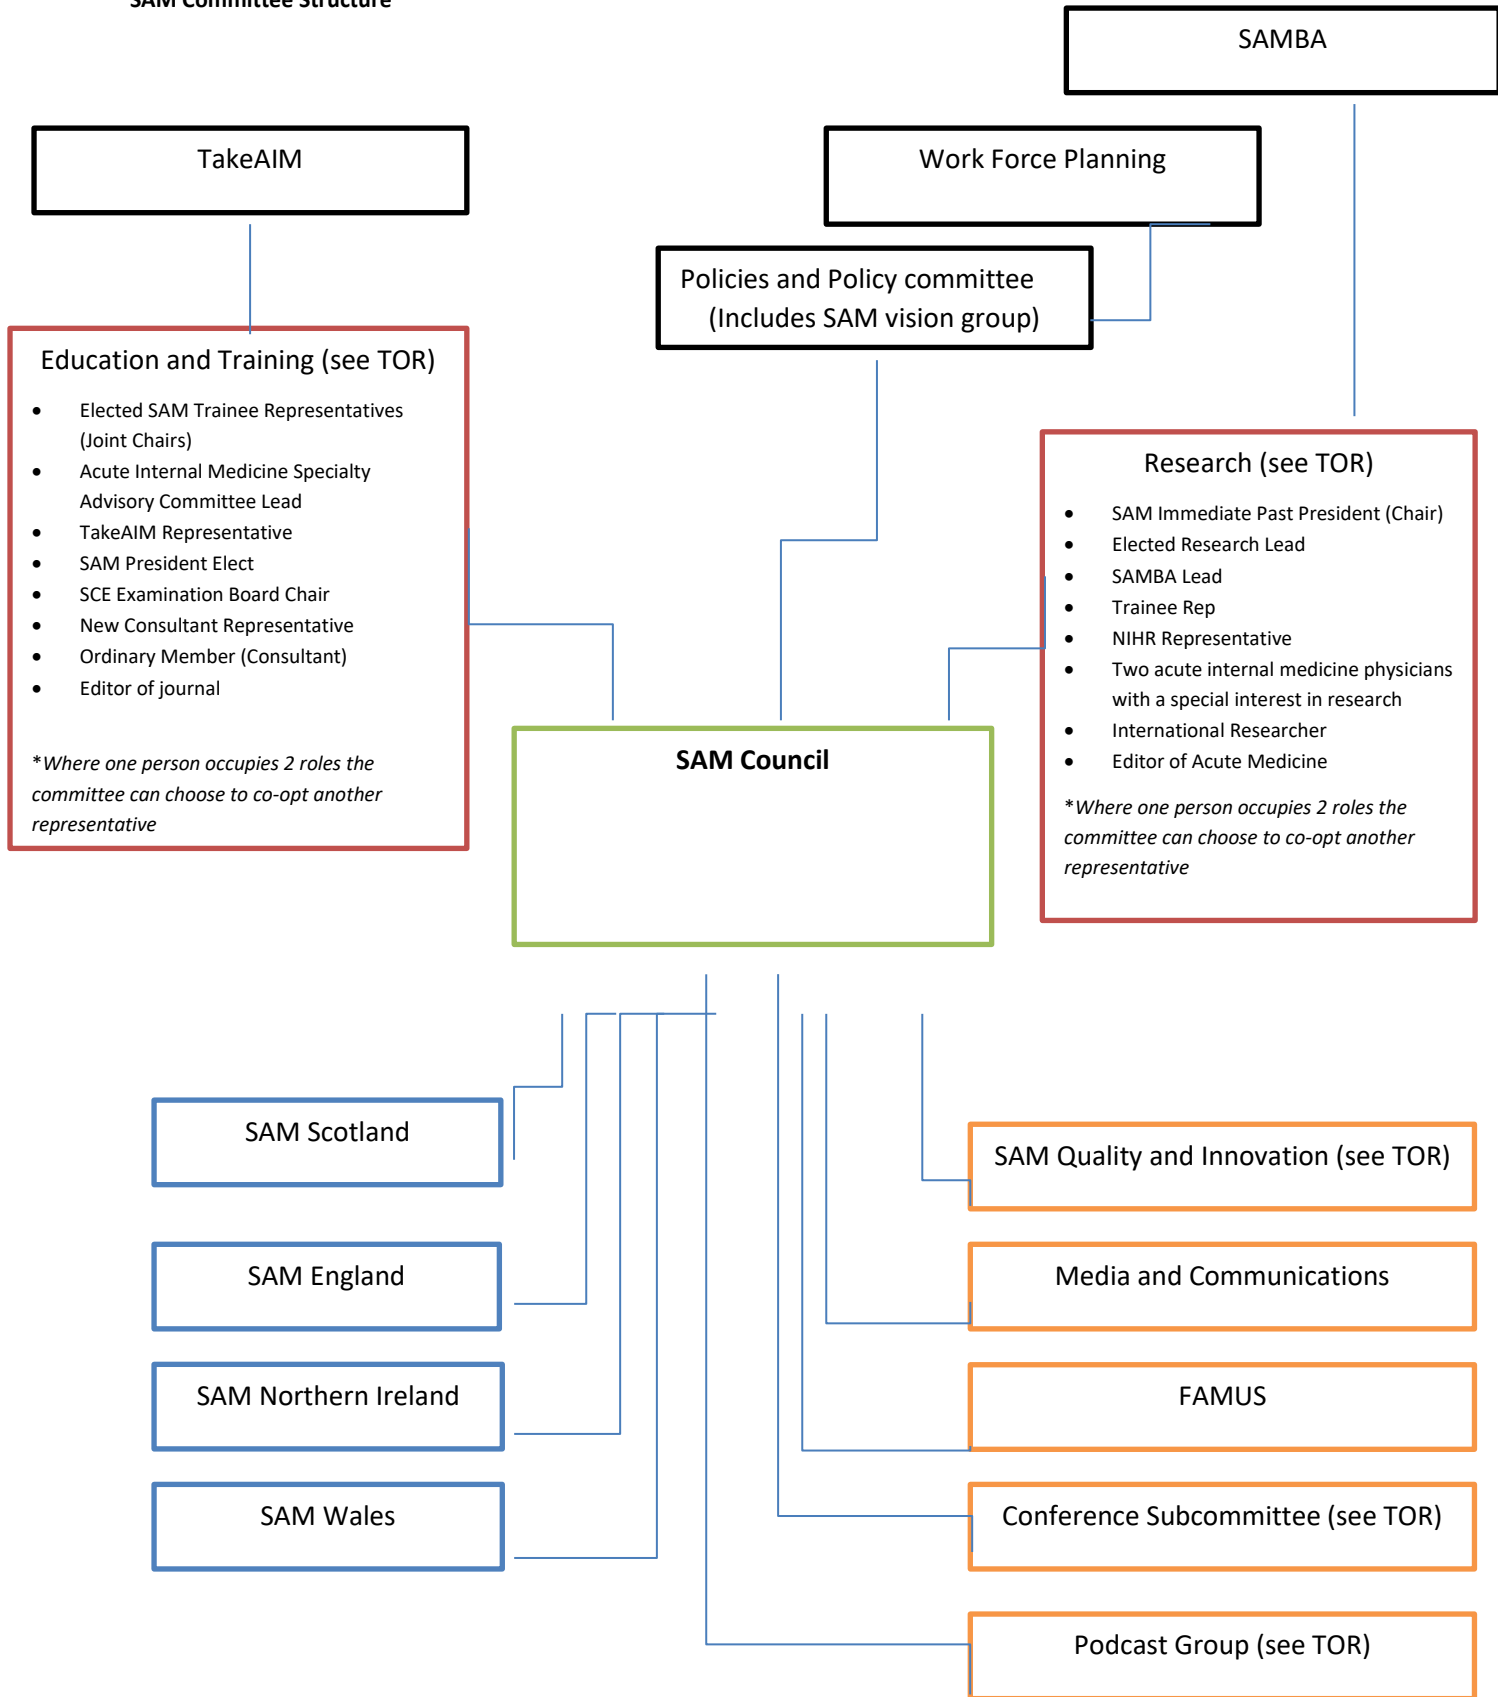 SAM Committee Structure
SAMBA
TakeAIM
Work Force Planning
Policies and Policy committee
(Includes SAM vision group)
Education and Training (see TOR)
• Elected SAM Trainee Representatives
(Joint Chairs)
• Acute Internal Medicine Specialty
Advisory Committee Lead
• TakeAIM Representative
• SAM President Elect
• SCE Examination Board Chair
• New Consultant Representative
• Ordinary Member (Consultant)
• Editor of journal
*Where one person occupies 2 roles the
committee can choose to co-opt another
representative
Research (see TOR)
• SAM Immediate Past President (Chair)
• Elected Research Lead
• SAMBA Lead
• Trainee Rep
• NIHR Representative
• Two acute internal medicine physicians
with a special interest in research
• International Researcher
• Editor of Acute Medicine
*Where one person occupies 2 roles the
committee can choose to co-opt another
representative
SAM Council
SAM Scotland
SAM England
SAM Northern Ireland
SAM Wales
SAM Quality and Innovation (see TOR)
Media and Communications
FAMUS
Conference Subcommittee (see TOR)
Podcast Group (see TOR)